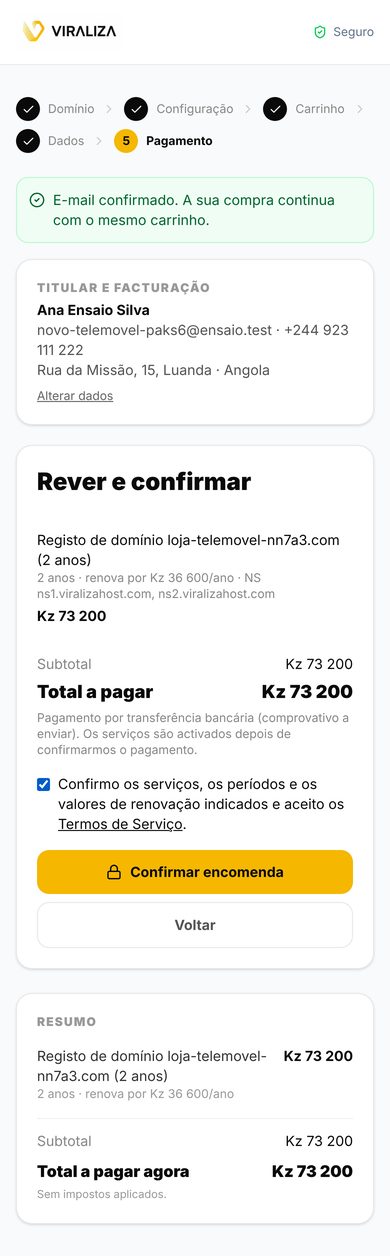 VIRALIZA
Seguro
Domínio
Configuração
Carrinho
Dados
5 Pagamento
E-mail confirmado. A sua compra continua
com o mesmo carrinho.
TITULAR E FACTURAÇÃO
Ana Ensaio Silva
novo-telemovel-paks6@ensaio.test · +244 923
111 222
Rua da Missão, 15, Luanda · Angola
Alterar dados
Rever e confirmar
Registo de domínio loja-telemovel-nn7a3.com
(2 anos)
2 anos · renova por Kz 36 600/ano · NS
ns1.viralizahost.com, ns2.viralizahost.com
Kz 73 200
Subtotal Kz 73 200
Total a pagar Kz 73 200
Pagamento por transferência bancária (comprovativo a
enviar). Os serviços são activados depois de
confirmarmos o pagamento.
Confirmo os serviços, os períodos e os
valores de renovação indicados e aceito os
Termos de Serviço.
Confirmar encomenda
Voltar
RESUMO
Registo de domínio loja-telemovel- Kz 73 200
nn7a3.com (2 anos)
2 anos · renova por Kz 36 600/ano
Subtotal Kz 73 200
Total a pagar agora Kz 73 200
Sem impostos aplicados.